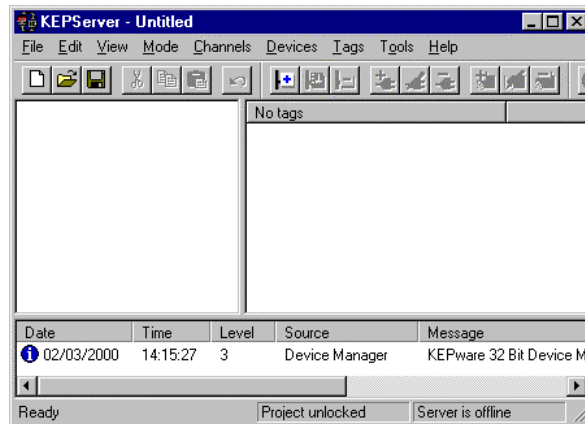 KEPServer - Untitled
File Edit View Mode Channels Devices Tags Tools Help
No tags
Date Time Level Source Message
02/03/2000 14:15:27 3 Device Manager KEPware 32 Bit Device M
Ready Project unlocked Server is offline